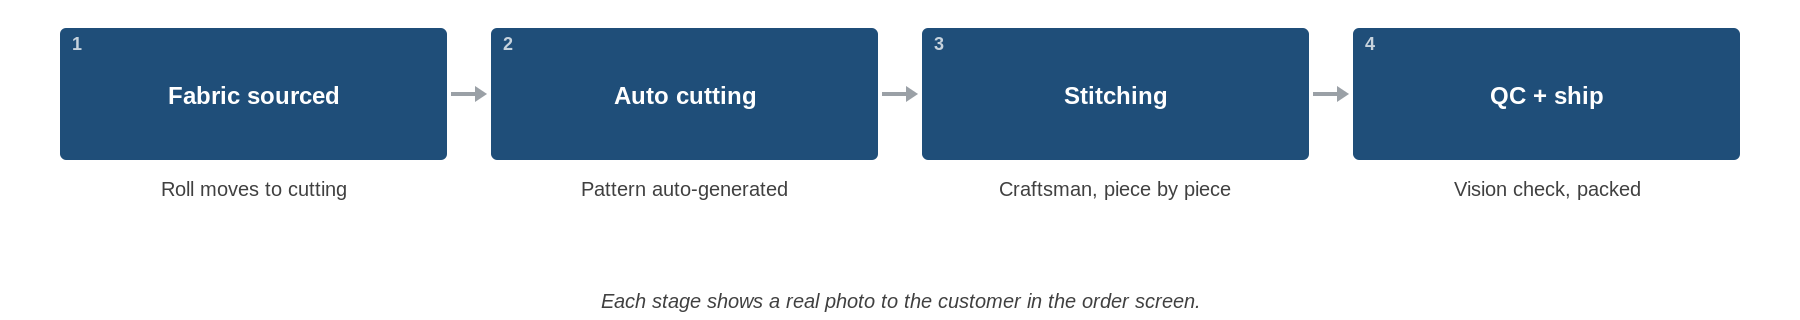 1
Fabric sourced
Roll moves to cutting
2
Auto cutting
Pattern auto-generated
3
Stitching
Craftsman, piece by piece
4
QC + ship
Vision check, packed
Each stage shows a real photo to the customer in the order screen.